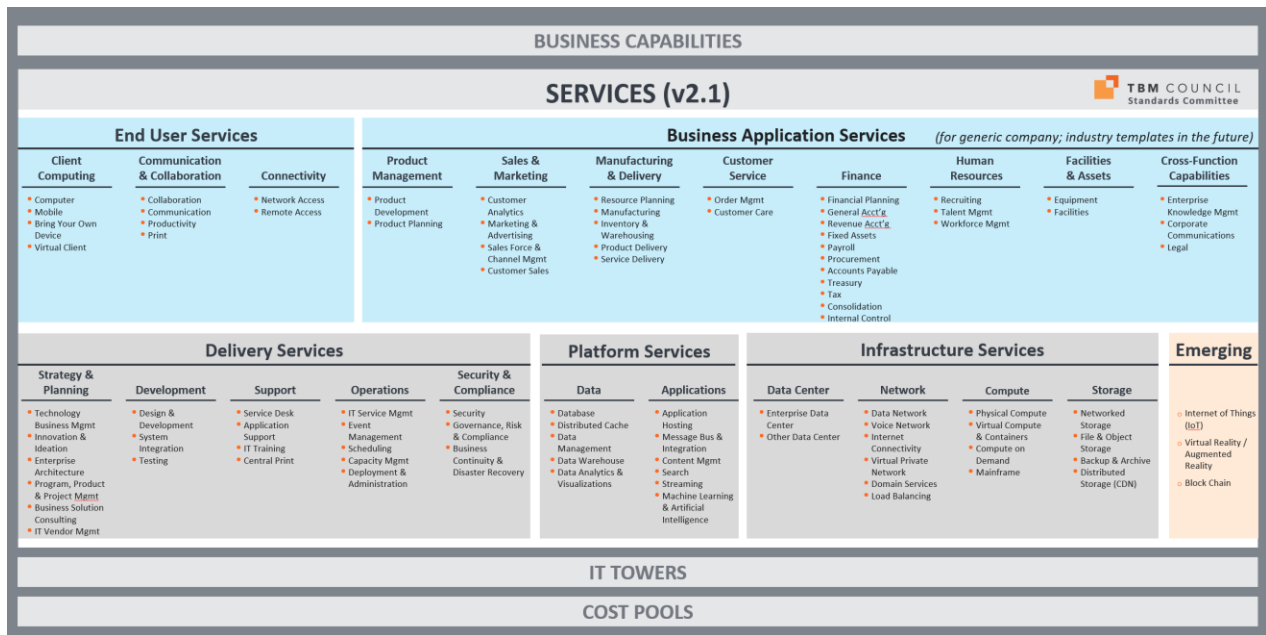 BUSINESS CAPABILITIES
SERVICES (v2.1)
TBM COUNCIL
Standards Committee
End User Services
Client
Computing
• Computer
• Mobile
• Bring Your Own
Device
• Virtual Client
Communication
& Collaboration
• Collaboration
• Communication
• Productivity
• Print
Connectivity
• Network Access
• Remote Access
Business Application Services (for generic company; industry templates in the future)
Product
Management
• Product
Development
• Product Planning
Sales &
Marketing
• Customer
Analytics
• Marketing &
Advertising
• Sales Force &
Channel Mgmt
• Customer Sales
Manufacturing
& Delivery
• Resource Planning
• Manufacturing
• Inventory &
Warehousing
• Product Delivery
• Service Delivery
Customer
Service
• Order Mgmt
• Customer Care
Finance
• Financial Planning
• General Acct'g
• Revenue Acct'g
• Fixed Assets
• Payroll
• Procurement
• Accounts Payable
• Treasury
• Tax
• Consolidation
• Internal Control
Human
Resources
• Recruiting
• Talent Mgmt
• Workforce Mgmt
Facilities
& Assets
• Equipment
• Facilities
Cross-Function
Capabilities
• Enterprise
Knowledge Mgmt
• Corporate
Communications
• Legal
Delivery Services
Strategy &
Planning
• Technology
Business Mgmt
• Innovation &
Ideation
• Enterprise
Architecture
• Program, Product
& Project Mgmt
• Business Solution
Consulting
• IT Vendor Mgmt
Development
• Design &
Development
• System
Integration
• Testing
Support
• Service Desk
• Application
Support
• IT Training
• Central Print
Operations
• IT Service Mgmt
• Event
Management
• Scheduling
• Capacity Mgmt
• Deployment &
Administration
Security &
Compliance
• Security
• Governance, Risk
& Compliance
• Business
Continuity &
Disaster Recovery
Platform Services
Data
• Database
• Distributed Cache
• Data
Management
• Data Warehouse
• Data Analytics &
Visualizations
Applications
• Application
Hosting
• Message Bus &
Integration
• Content Mgmt
• Search
• Streaming
• Machine Learning
& Artificial
Intelligence
Infrastructure Services
Data Center
• Enterprise Data
Center
• Other Data Center
Network
• Data Network
• Voice Network
• Internet
Connectivity
• Virtual Private
Network
• Domain Services
• Load Balancing
Compute
• Physical Compute
• Virtual Compute
& Containers
• Compute on
Demand
• Mainframe
Storage
• Networked
Storage
• File & Object
Storage
• Backup & Archive
• Distributed
Storage (CDN)
Emerging
○ Internet of Things
(IoT)
○ Virtual Reality /
Augmented
Reality
○ Block Chain
IT TOWERS
COST POOLS